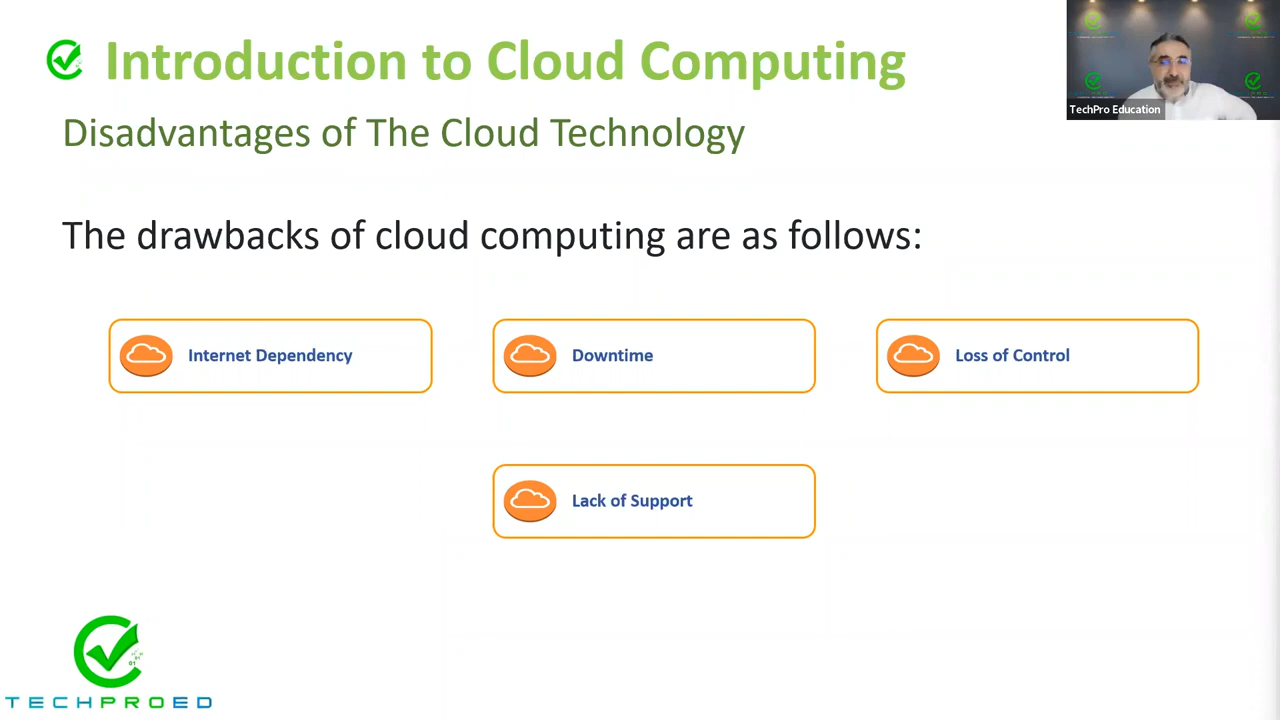 Introduction to Cloud Computing
TechPro Education
Disadvantages of The Cloud Technology
The drawbacks of cloud computing are as follows:
Internet Dependency
Downtime
Loss of Control
Lack of Support
TECHPROED